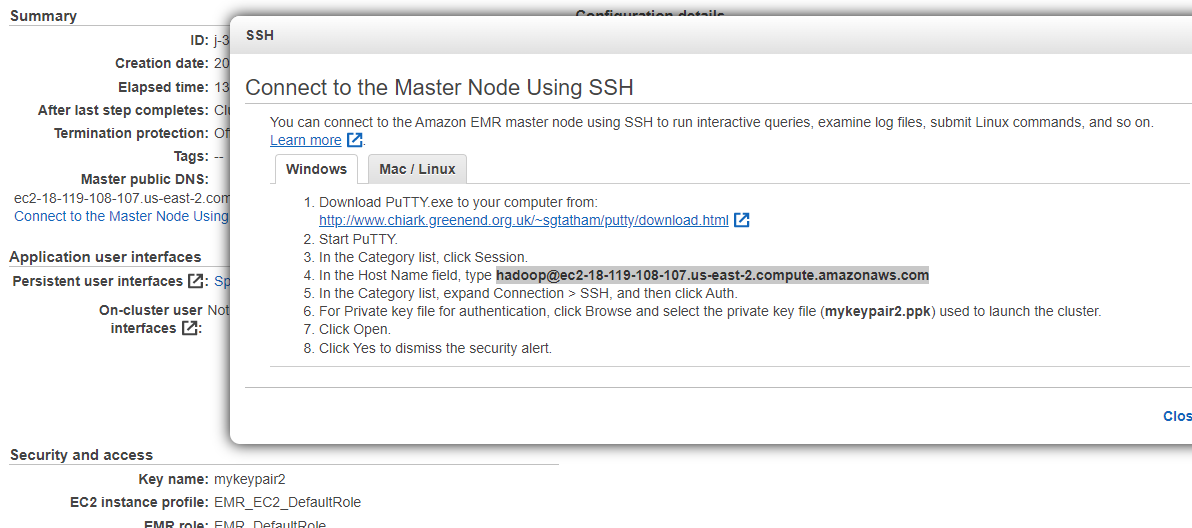 Summary
Configuration details
ID: j-3
Creation date: 20
Elapsed time: 13
After last step completes: Clu
Termination protection: Of
Tags: --
Master public DNS:
ec2-18-119-108-107.us-east-2.com
Connect to the Master Node Using
Application user interfaces
Persistent user interfaces : Sp
On-cluster user Not
interfaces :
Security and access
Key name: mykeypair2
EC2 instance profile: EMR_EC2_DefaultRole
EMR role: EMR_DefaultRole
SSH
Connect to the Master Node Using SSH
You can connect to the Amazon EMR master node using SSH to run interactive queries, examine log files, submit Linux commands, and so on.
Learn more .
Windows
Mac / Linux
1. Download PuTTY.exe to your computer from:
http://www.chiark.greenend.org.uk/~sgtatham/putty/download.html
2. Start PuTTY.
3. In the Category list, click Session.
4. In the Host Name field, type hadoop@ec2-18-119-108-107.us-east-2.compute.amazonaws.com
5. In the Category list, expand Connection > SSH, and then click Auth.
6. For Private key file for authentication, click Browse and select the private key file (mykeypair2.ppk) used to launch the cluster.
7. Click Open.
8. Click Yes to dismiss the security alert.
Clos